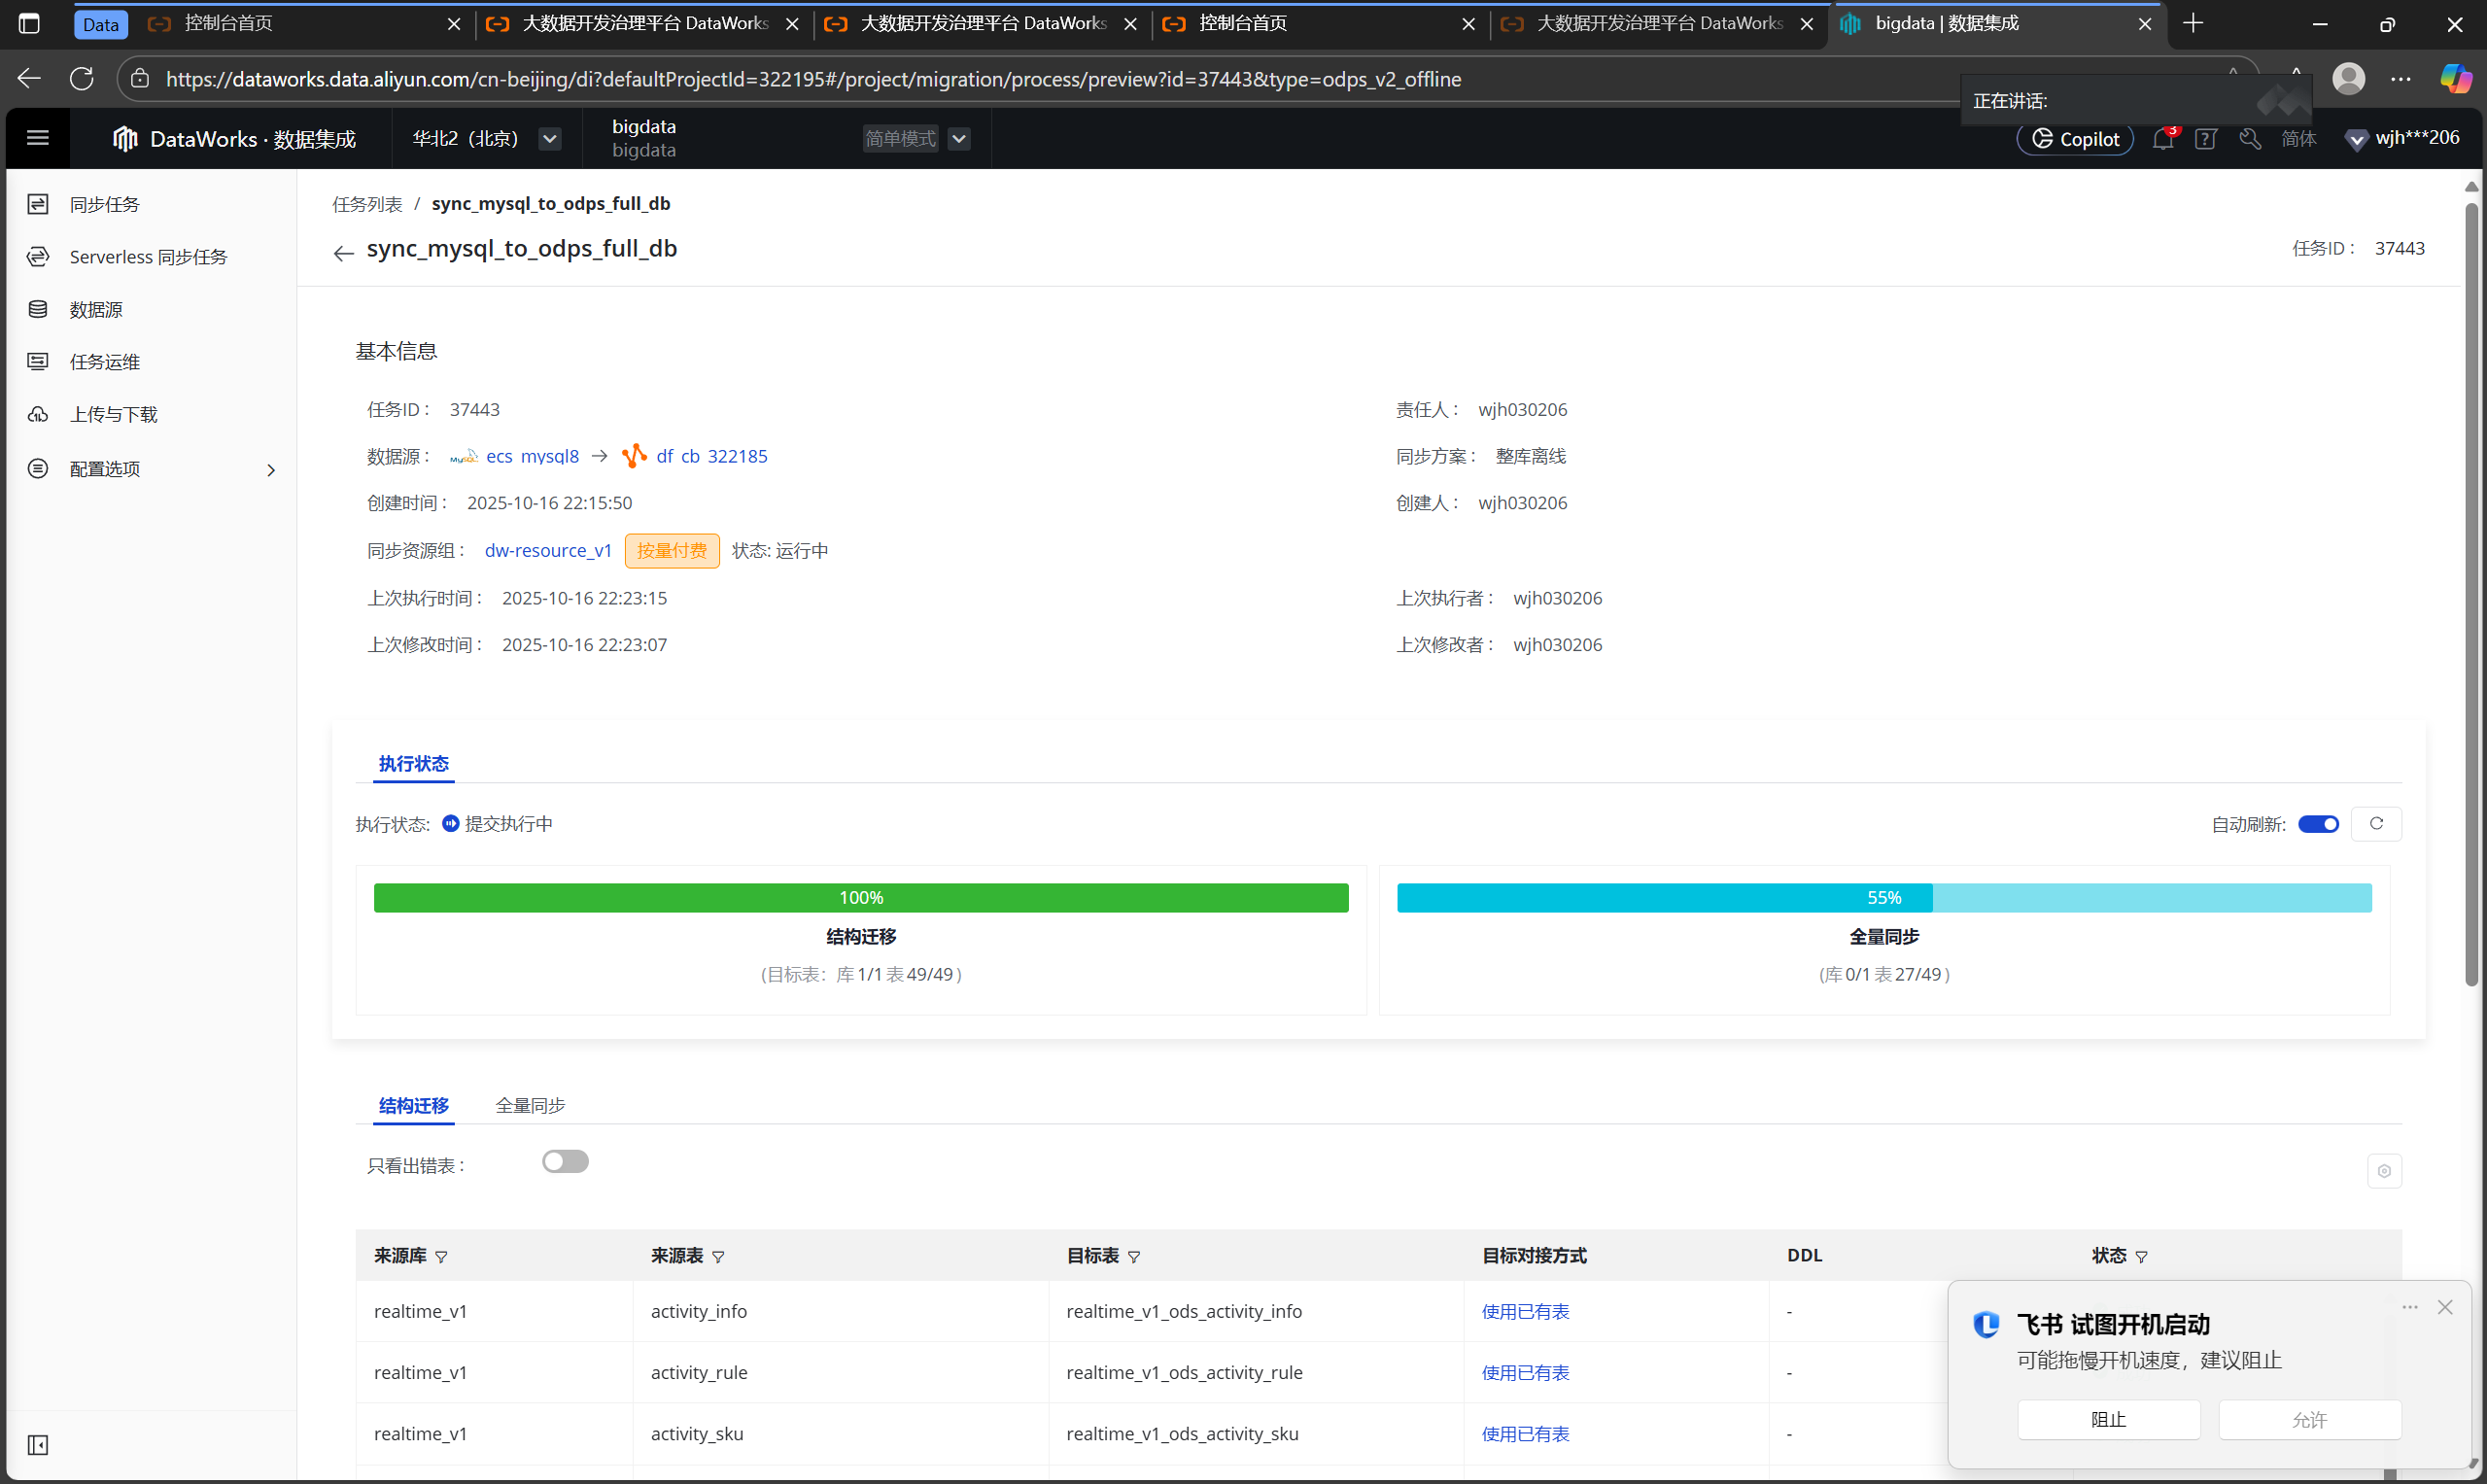 Data
控制台首页
大数据开发治理平台 DataWorks
大数据开发治理平台 DataWorks
控制台首页
大数据开发治理平台 DataWorks
bigdata | 数据集成
https://dataworks.data.aliyun.com/cn-beijing/di?defaultProjectId=322195#/project/migration/process/preview?id=37443&type=odps_v2_offline
正在讲话:
DataWorks · 数据集成
华北2（北京）
bigdata
bigdata
简单模式
Copilot
3
简体
wjh***206
同步任务
Serverless 同步任务
数据源
任务运维
上传与下载
配置选项
任务列表 / sync_mysql_to_odps_full_db
sync_mysql_to_odps_full_db
任务ID： 37443
基本信息
任务ID： 37443
责任人： wjh030206
数据源： MySQL ecs_mysql8 → df_cb_322185
同步方案： 整库离线
创建时间： 2025-10-16 22:15:50
创建人： wjh030206
同步资源组： dw-resource_v1 按量付费 状态: 运行中
上次执行时间： 2025-10-16 22:23:15
上次执行者： wjh030206
上次修改时间： 2025-10-16 22:23:07
上次修改者： wjh030206
执行状态
执行状态: 提交执行中
自动刷新:
100%
结构迁移
(目标表：库 1/1 表 49/49 )
55%
全量同步
(库 0/1 表 27/49 )
结构迁移 全量同步
只看出错表：
来源库 来源表 目标表 目标对接方式 DDL 状态
realtime_v1 activity_info realtime_v1_ods_activity_info 使用已有表 -
realtime_v1 activity_rule realtime_v1_ods_activity_rule 使用已有表 -
realtime_v1 activity_sku realtime_v1_ods_activity_sku 使用已有表 -
飞书 试图开机启动
可能拖慢开机速度，建议阻止
阻止 允许